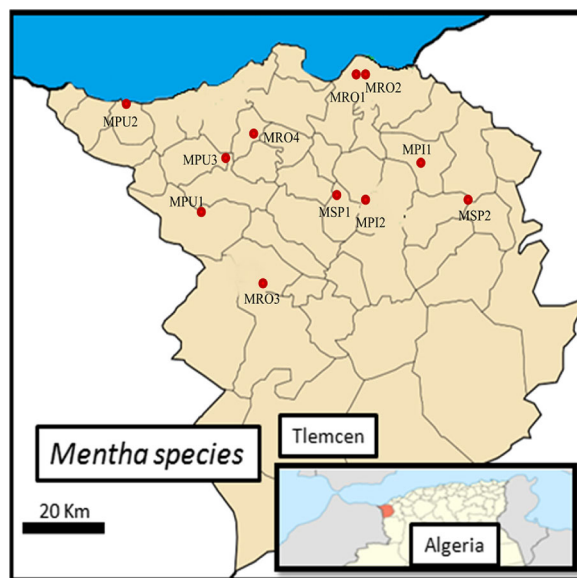 MRO1
MRO2
MPU2
MRO4
MPU3
MPI1
MPU1
MSP1
MPI2
MSP2
MRO3
Tlemcen
Mentha species
20 Km
Algeria